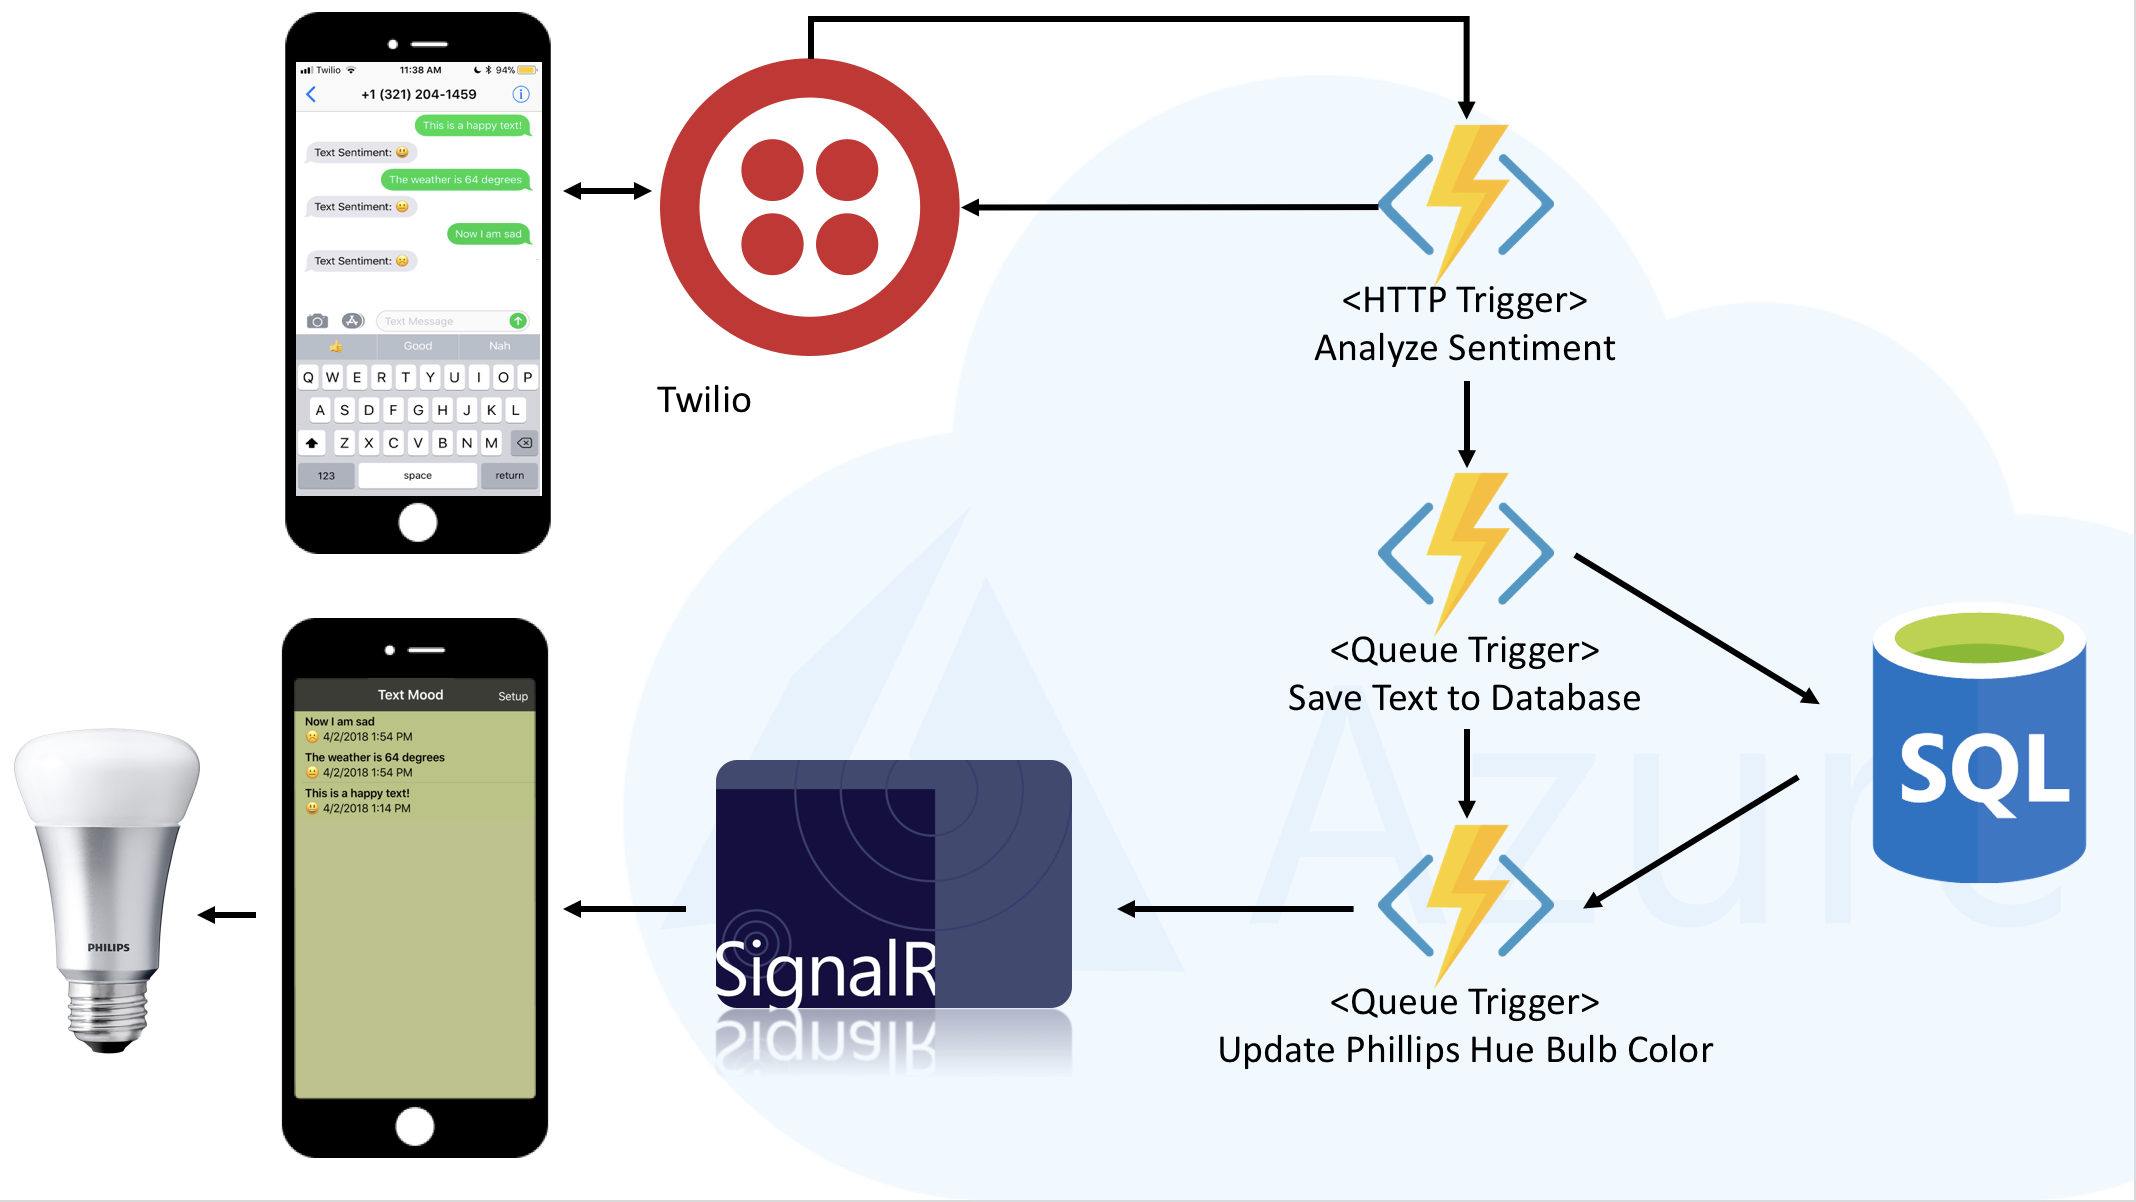 Twilio
11:38 AM
94%
+1 (321) 204-1459
This is a happy text!
Text Sentiment: 😃
The weather is 64 degrees
Text Sentiment: 😐
Now I am sad
Text Sentiment: ☹️
Text Message
👍 Good Nah
Q W E R T Y U I O P
A S D F G H J K L
Z X C V B N M
123 space return
Twilio
<HTTP Trigger>
Analyze Sentiment
<Queue Trigger>
Save Text to Database
SQL
Azure
<Queue Trigger>
Update Phillips Hue Bulb Color
SignalR
Text Mood
Setup
Now I am sad
☹️ 4/2/2018 1:54 PM
The weather is 64 degrees
😐 4/2/2018 1:54 PM
This is a happy text!
😃 4/2/2018 1:14 PM
PHILIPS